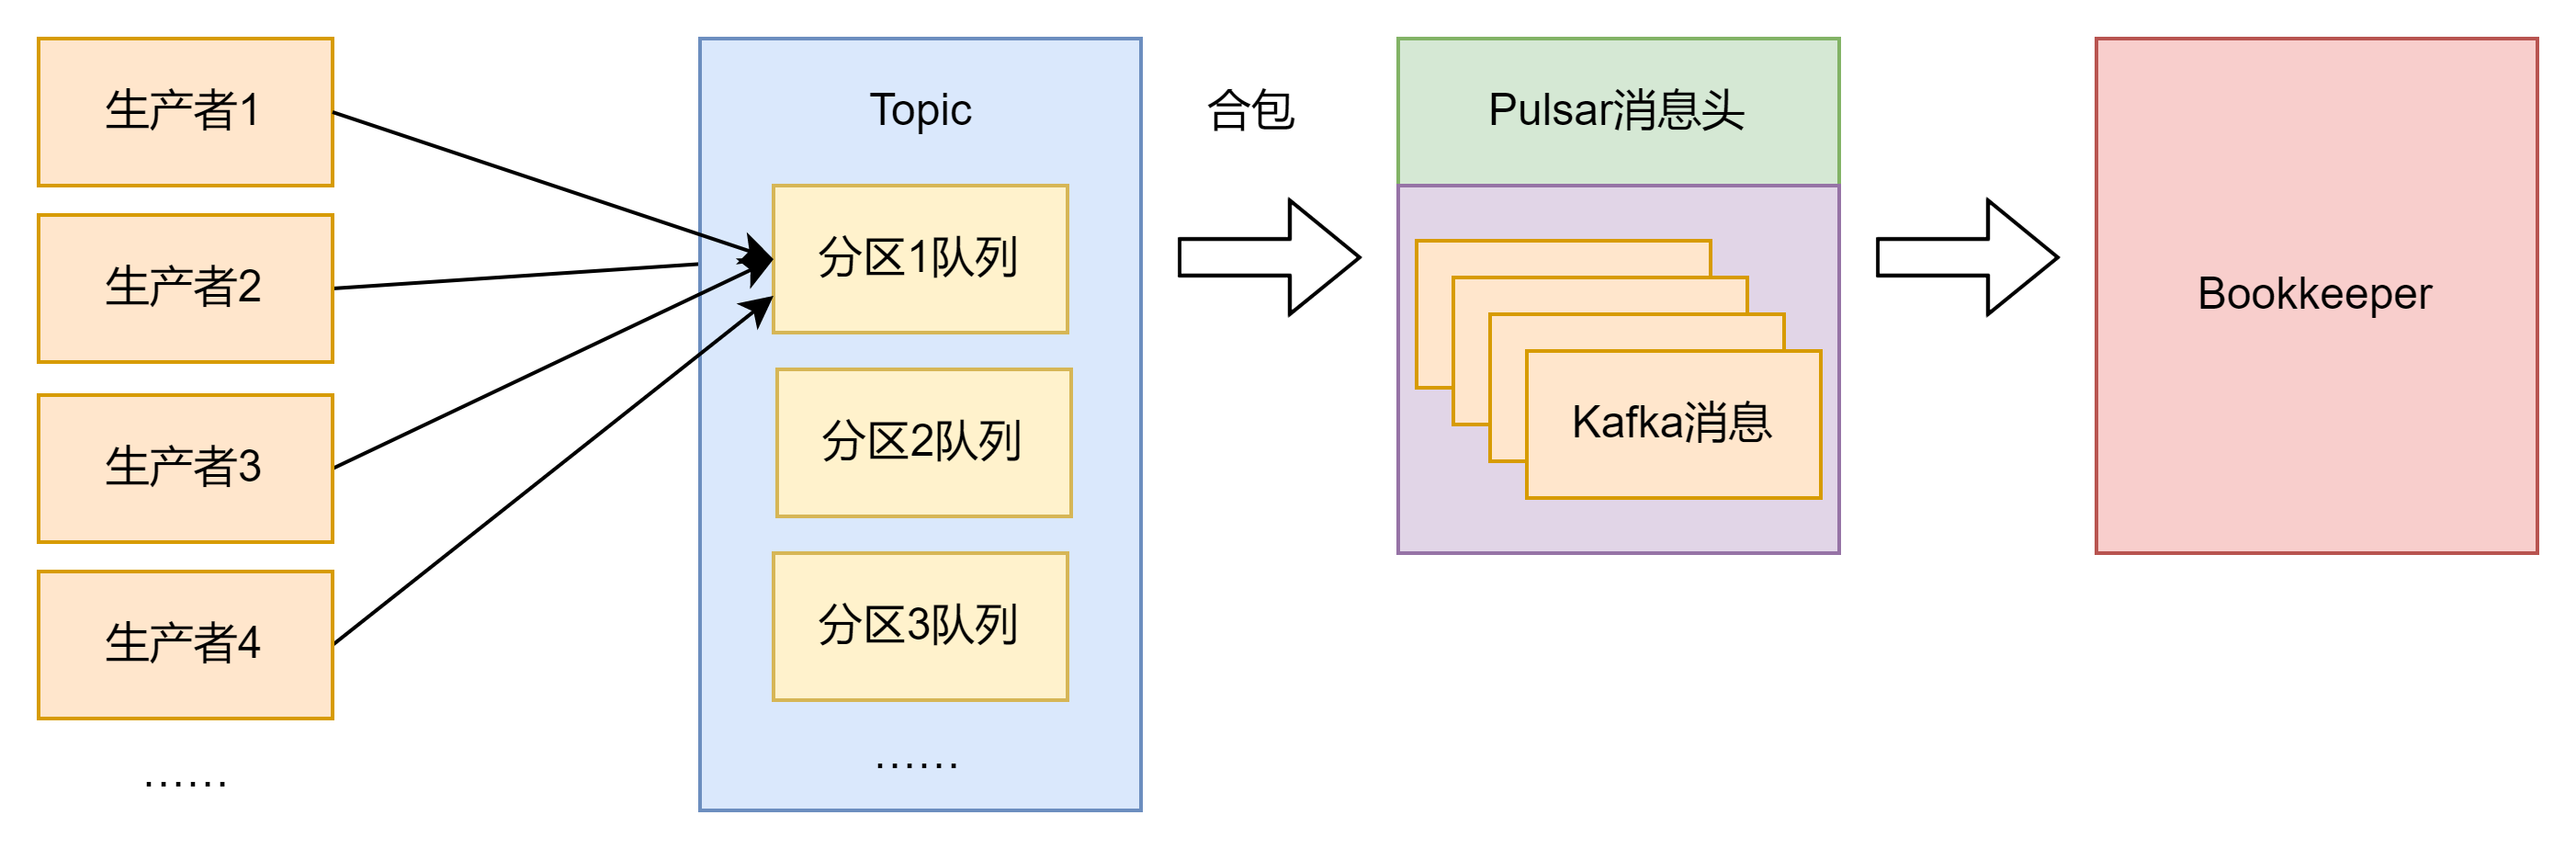 生产者1
生产者2
生产者3
生产者4
......
Topic
分区1队列
分区2队列
分区3队列
......
合包
Pulsar消息头
Kafka消息
Bookkeeper